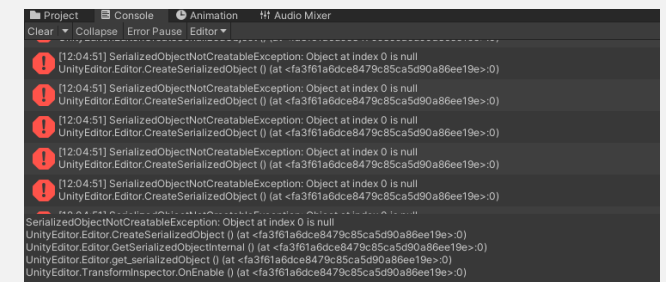 Project Console Animation Audio Mixer
Clear Collapse Error Pause Editor
[12:04:51] SerializedObjectNotCreatableException: Object at index 0 is null
UnityEditor.Editor.CreateSerializedObject () (at <fa3f61a6dce8479c85ca5d90a86ee19e>:0)
[12:04:51] SerializedObjectNotCreatableException: Object at index 0 is null
UnityEditor.Editor.CreateSerializedObject () (at <fa3f61a6dce8479c85ca5d90a86ee19e>:0)
[12:04:51] SerializedObjectNotCreatableException: Object at index 0 is null
UnityEditor.Editor.CreateSerializedObject () (at <fa3f61a6dce8479c85ca5d90a86ee19e>:0)
[12:04:51] SerializedObjectNotCreatableException: Object at index 0 is null
UnityEditor.Editor.CreateSerializedObject () (at <fa3f61a6dce8479c85ca5d90a86ee19e>:0)
[12:04:51] SerializedObjectNotCreatableException: Object at index 0 is null
UnityEditor.Editor.CreateSerializedObject () (at <fa3f61a6dce8479c85ca5d90a86ee19e>:0)
SerializedObjectNotCreatableException: Object at index 0 is null
UnityEditor.Editor.CreateSerializedObject () (at <fa3f61a6dce8479c85ca5d90a86ee19e>:0)
UnityEditor.Editor.GetSerializedObjectInternal () (at <fa3f61a6dce8479c85ca5d90a86ee19e>:0)
UnityEditor.Editor.get_serializedObject () (at <fa3f61a6dce8479c85ca5d90a86ee19e>:0)
UnityEditor.TransformInspector.OnEnable () (at <fa3f61a6dce8479c85ca5d90a86ee19e>:0)